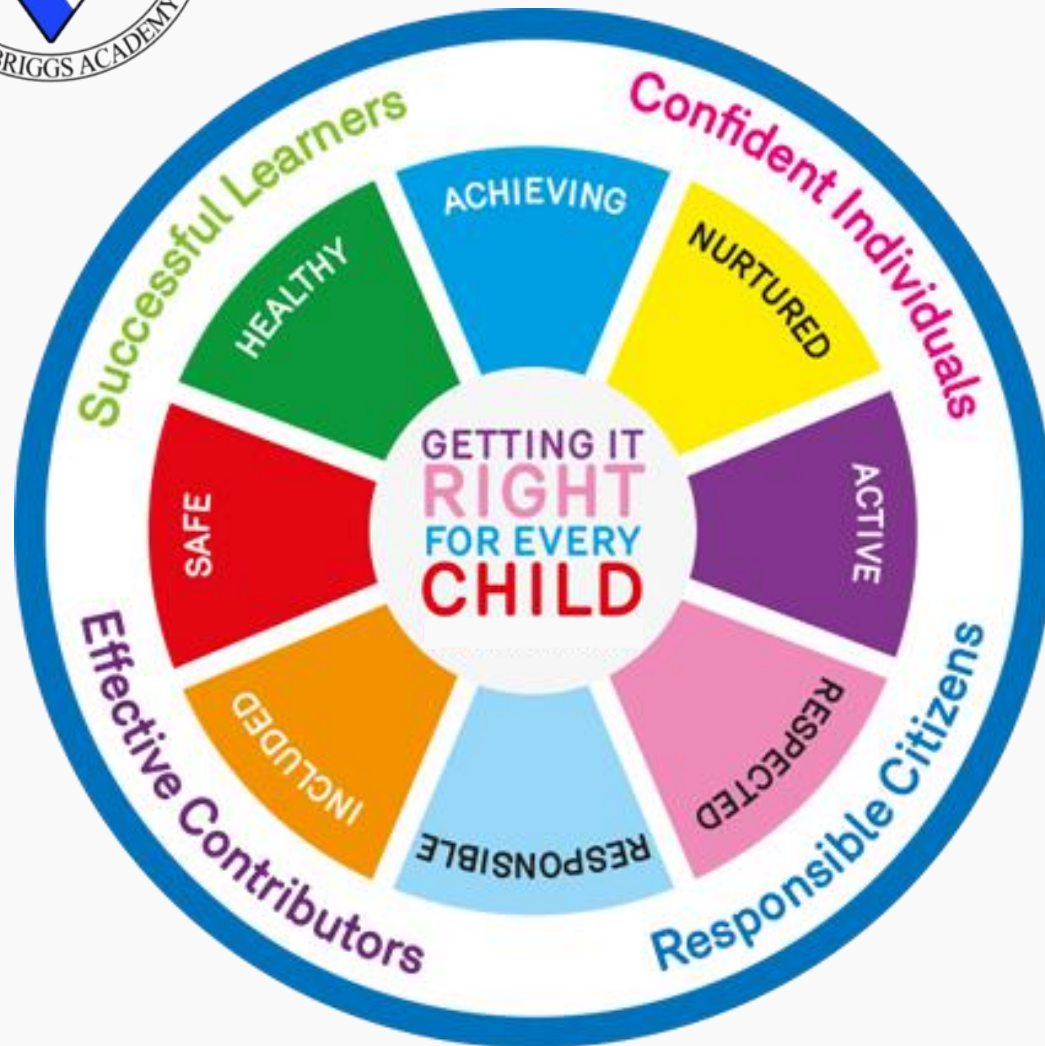 BRIGGS ACADEMY
Successful Learners
Confident Individuals
ACHIEVING
NURTURED
ACTIVE
RESPECTED
RESPONSIBLE
INCLUDED
SAFE
HEALTHY
GETTING IT
RIGHT
FOR EVERY
CHILD
Effective Contributors
Responsible Citizens